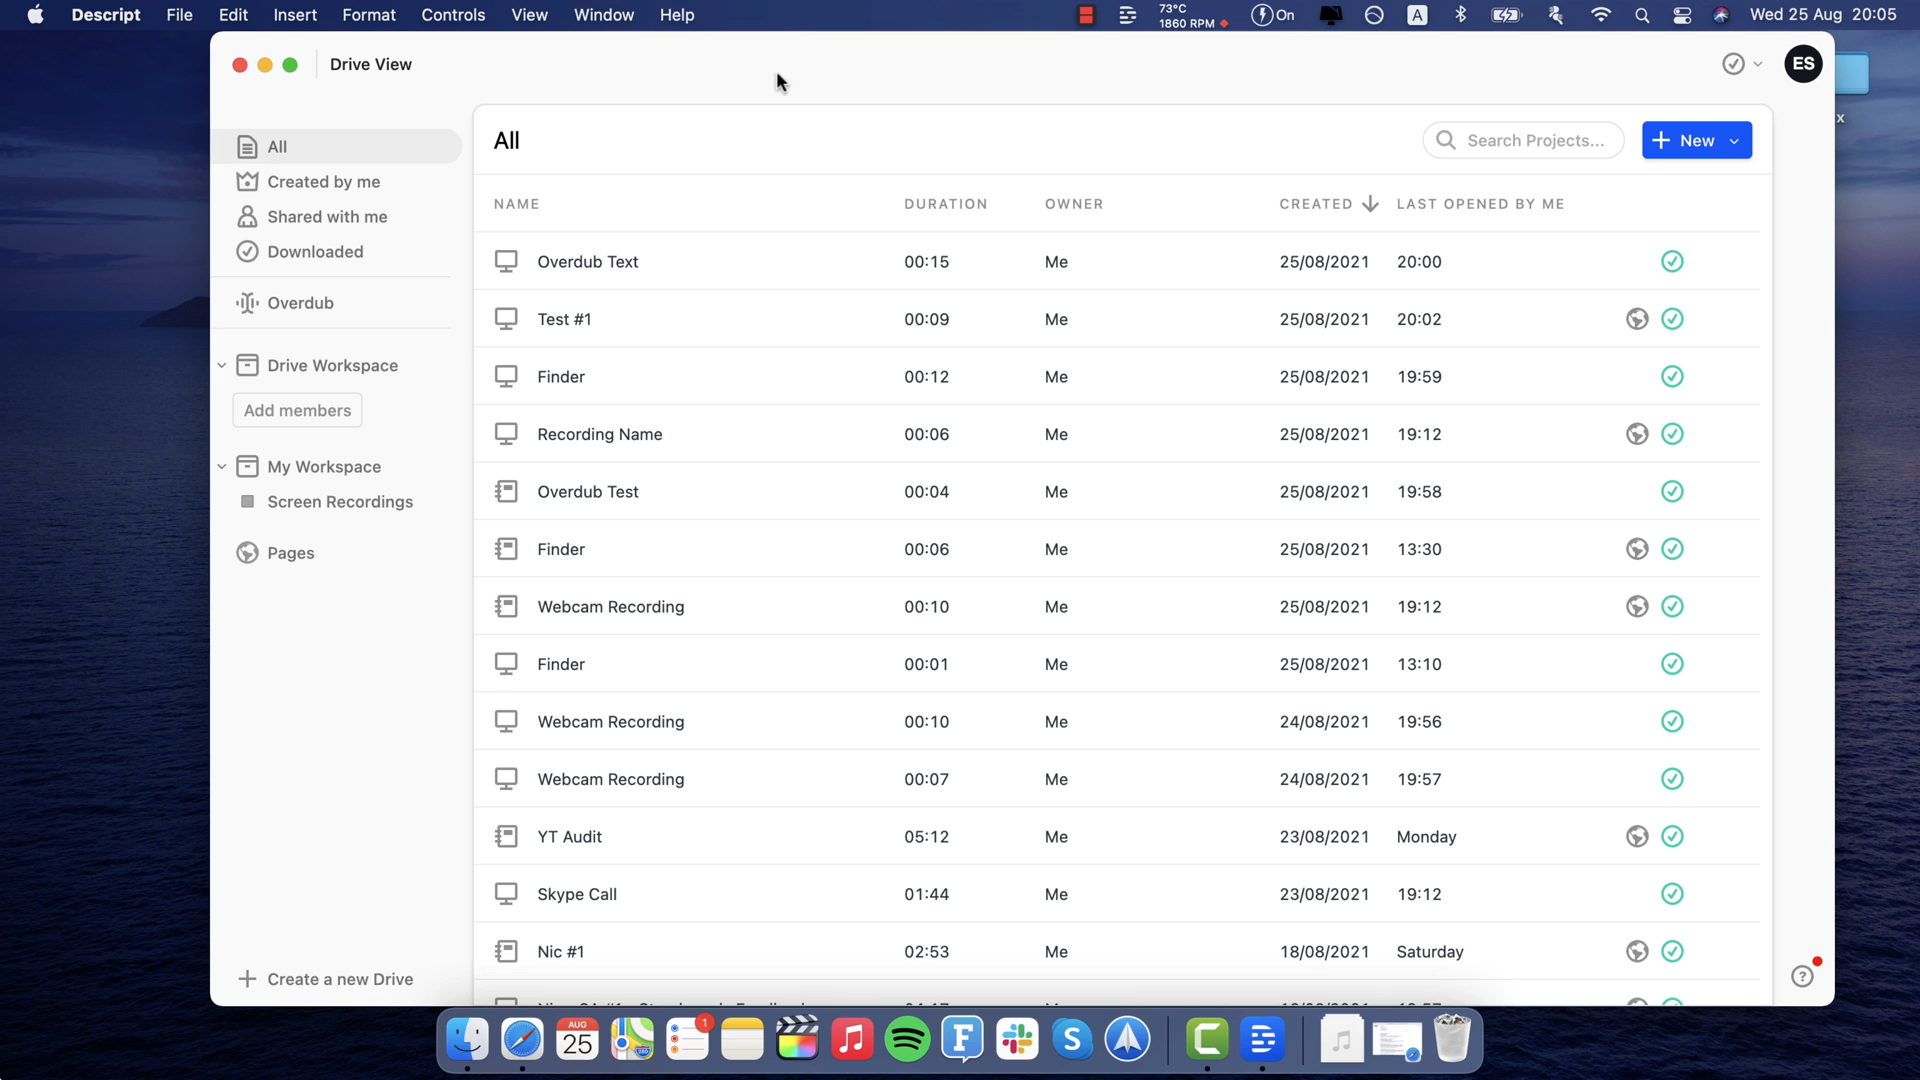 Descript File Edit Insert Format Controls View Window Help 73°C 1860 RPM On A Wed 25 Aug 20:05
Drive View ES
x
All
Created by me
Shared with me
Downloaded
Overdub
Drive Workspace
Add members
My Workspace
Screen Recordings
Pages
Create a new Drive
All Search Projects... New
NAME DURATION OWNER CREATED LAST OPENED BY ME
Overdub Text 00:15 Me 25/08/2021 20:00
Test #1 00:09 Me 25/08/2021 20:02
Finder 00:12 Me 25/08/2021 19:59
Recording Name 00:06 Me 25/08/2021 19:12
Overdub Test 00:04 Me 25/08/2021 19:58
Finder 00:06 Me 25/08/2021 13:30
Webcam Recording 00:10 Me 25/08/2021 19:12
Finder 00:01 Me 25/08/2021 13:10
Webcam Recording 00:10 Me 24/08/2021 19:56
Webcam Recording 00:07 Me 24/08/2021 19:57
YT Audit 05:12 Me 23/08/2021 Monday
Skype Call 01:44 Me 23/08/2021 19:12
Nic #1 02:53 Me 18/08/2021 Saturday
AUG
25
1